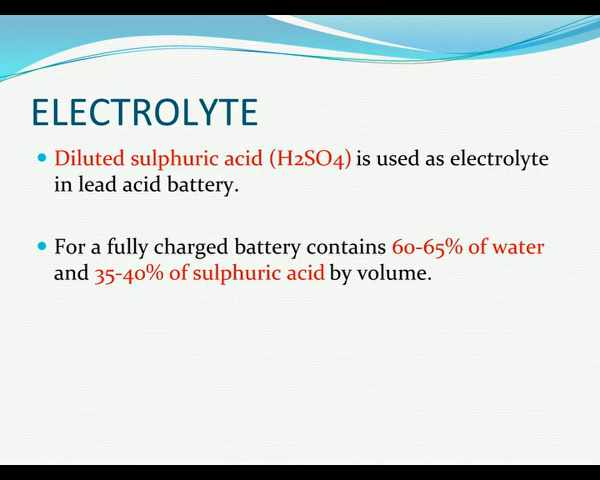 ELECTROLYTE
• Diluted sulphuric acid (H2SO4) is used as electrolyte
in lead acid battery.
• For a fully charged battery contains 60-65% of water
and 35-40% of sulphuric acid by volume.